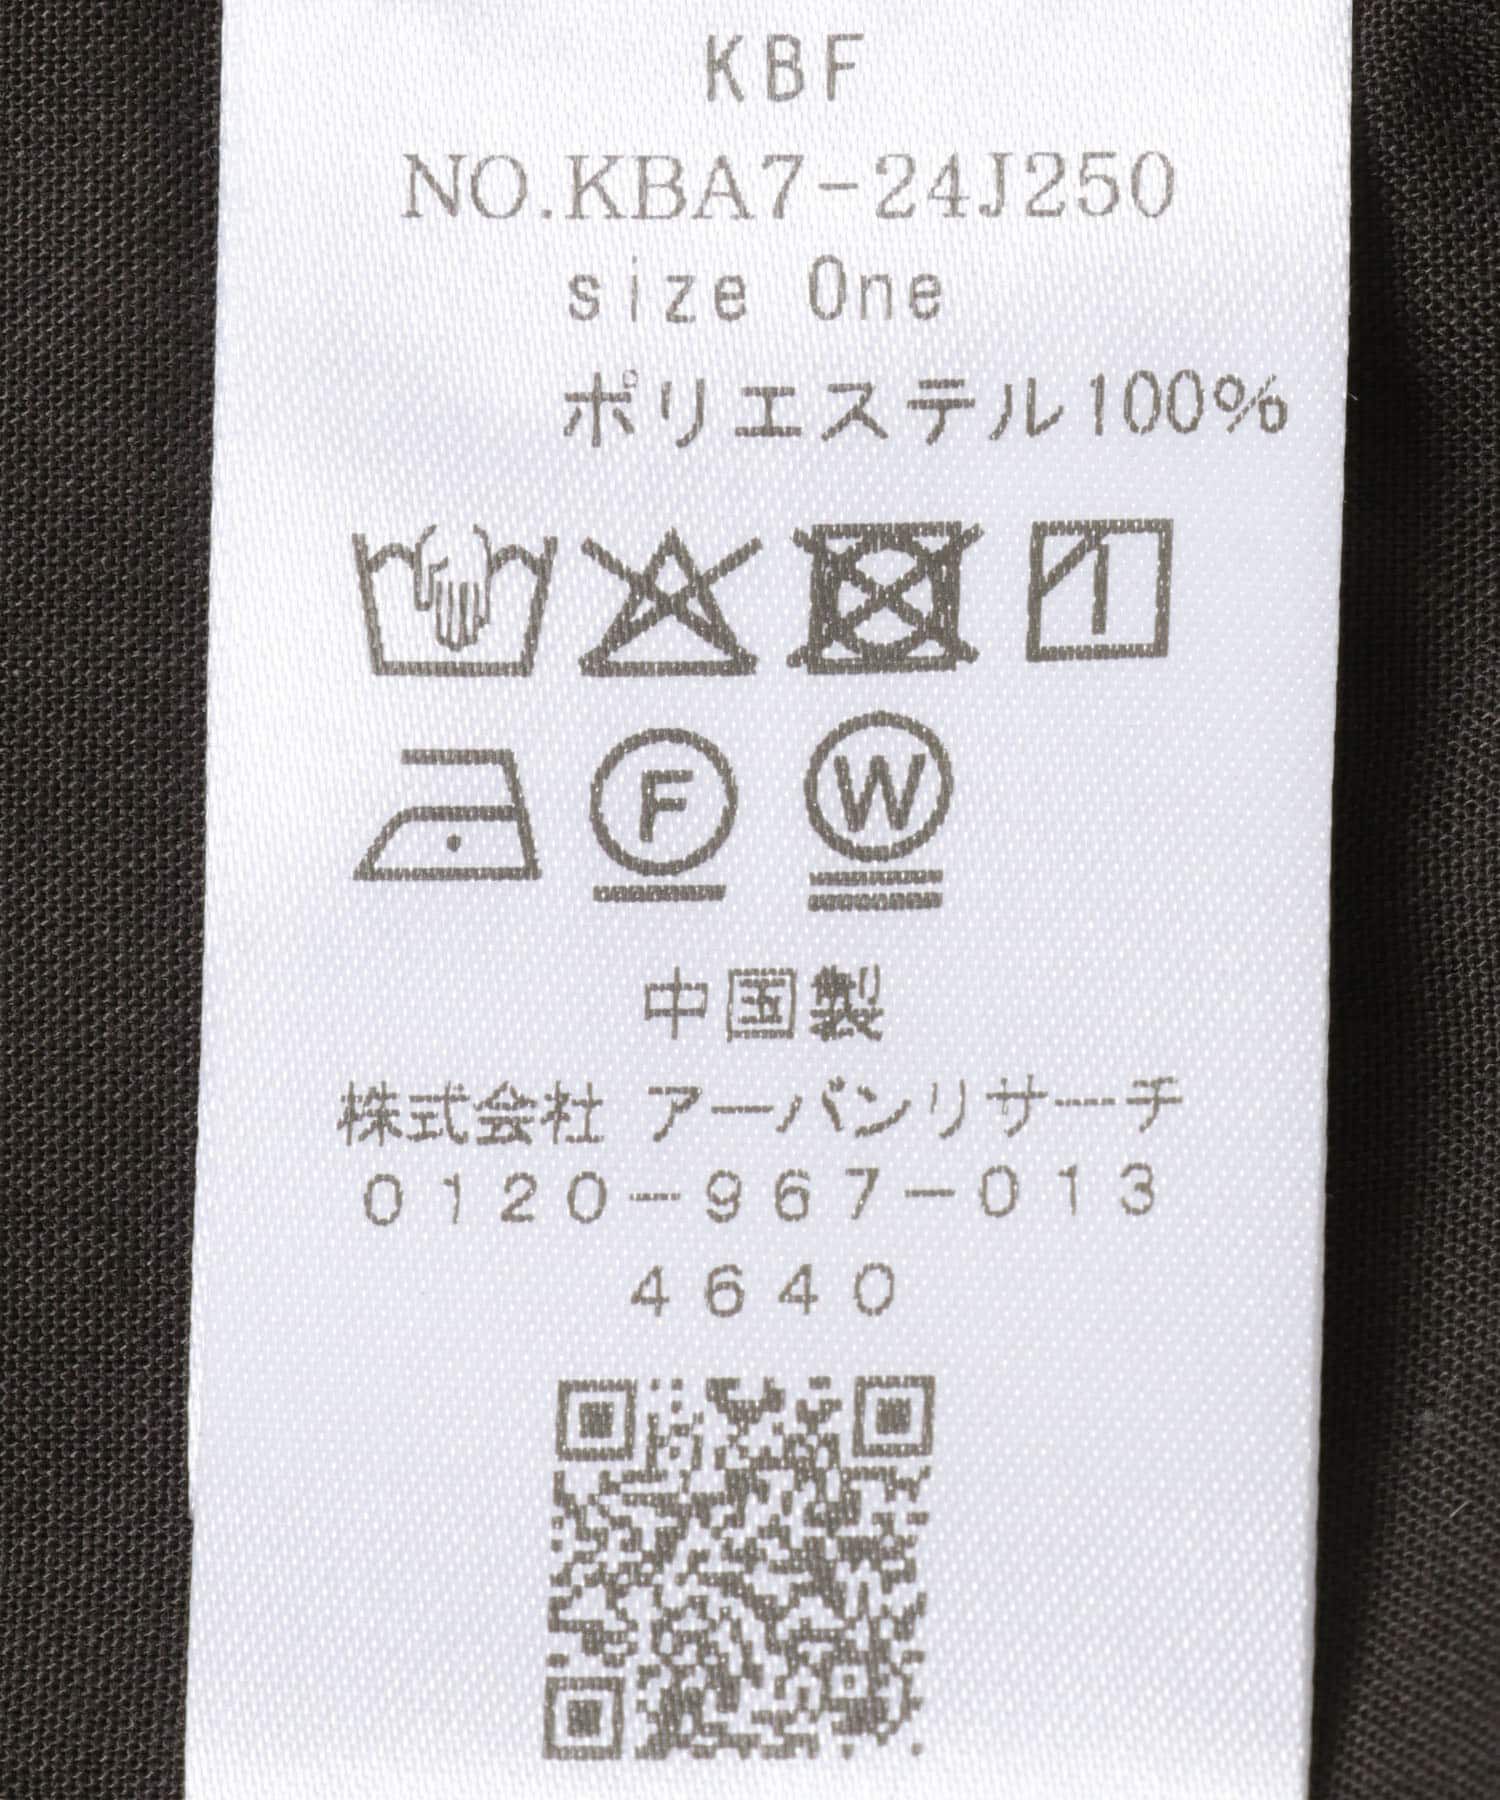 KBF
NO.KBA7-24J250
size One
ポリエステル100%
F W
中国製
株式会社 アーバンリサーチ
0120-967-013
4640